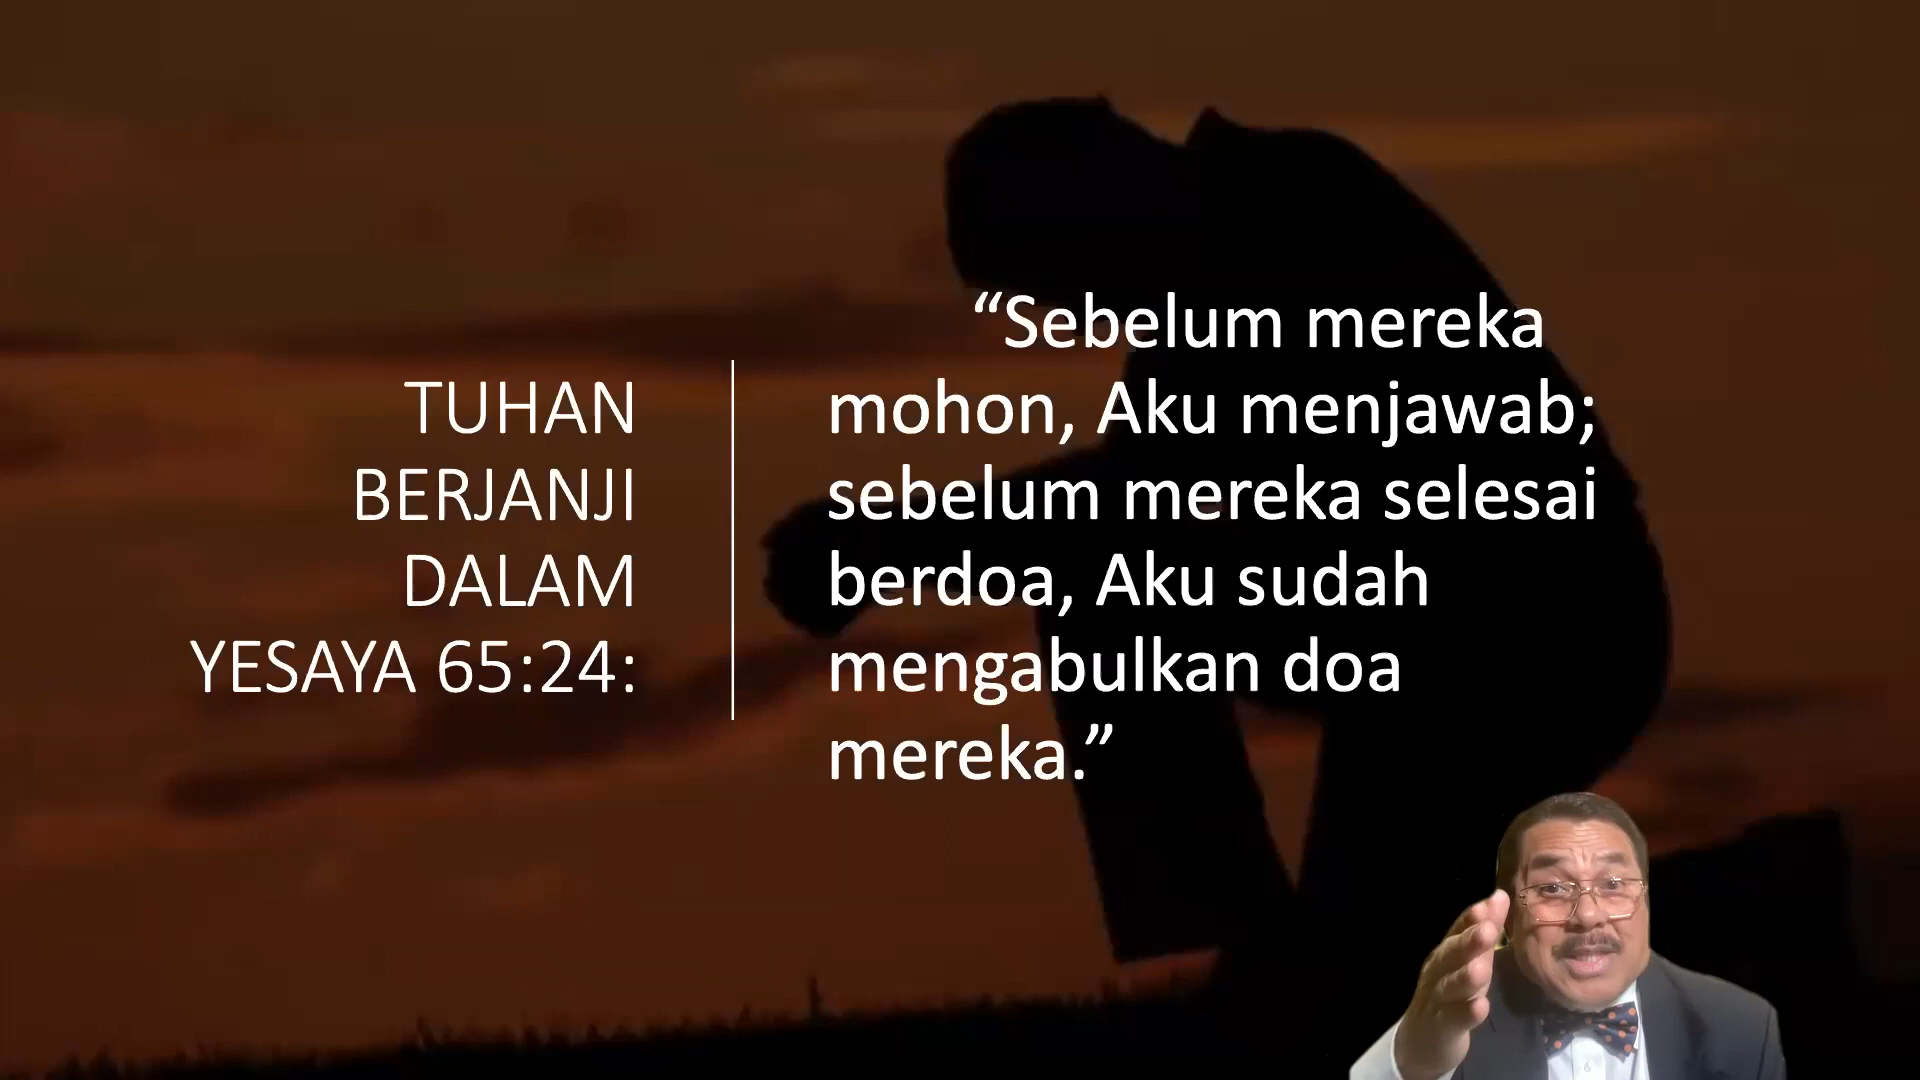 TUHAN
BERJANJI
DALAM
YESAYA 65:24:
“Sebelum mereka
mohon, Aku menjawab;
sebelum mereka selesai
berdoa, Aku sudah
mengabulkan doa
mereka.”